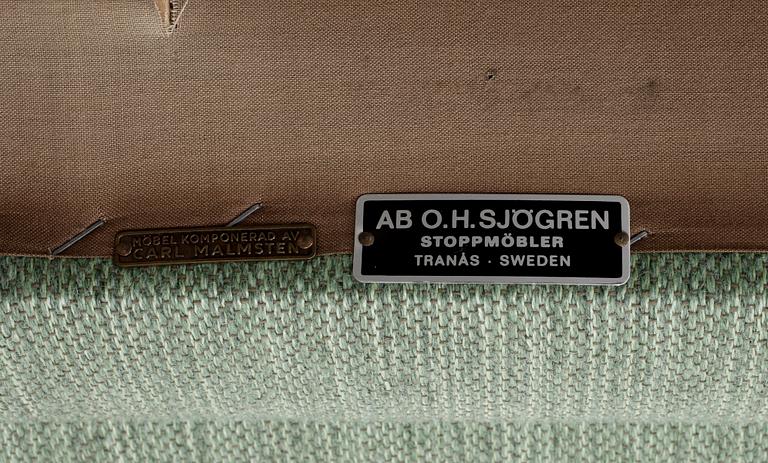 MÖBEL KOMPONERAD AV
CARL MALMSTEN
AB O.H. SJÖGREN
STOPPMÖBLER
TRANÅS · SWEDEN